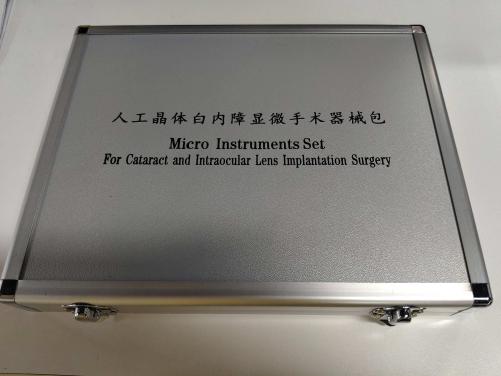 人工晶体白内障显微手术器械包
Micro Instruments Set
For Cataract and Intraocular Lens Implantation Surgery